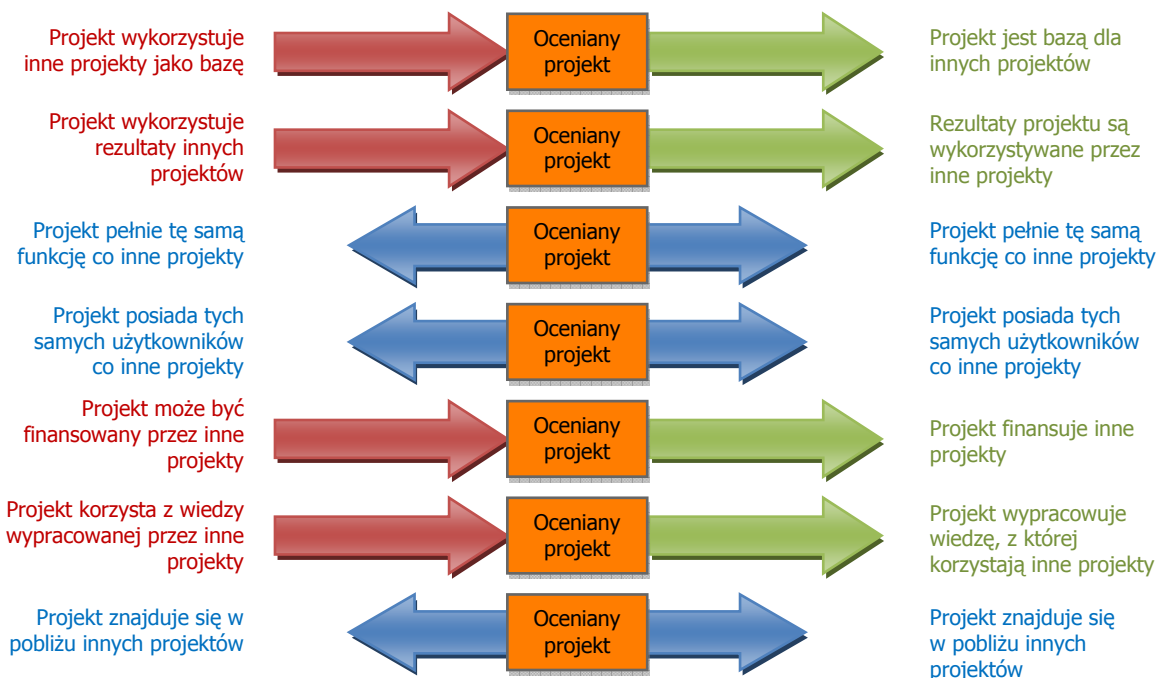 Projekt wykorzystuje
inne projekty jako bazę
Oceniany
projekt
Projekt jest bazą dla
innych projektów
Projekt wykorzystuje
rezultaty innych
projektów
Oceniany
projekt
Rezultaty projektu są
wykorzystywane przez
inne projekty
Projekt pełnie tę samą
funkcję co inne projekty
Oceniany
projekt
Projekt pełnie tę samą
funkcję co inne projekty
Projekt posiada tych
samych użytkowników
co inne projekty
Oceniany
projekt
Projekt posiada tych
samych użytkowników
co inne projekty
Projekt może być
finansowany przez inne
projekty
Oceniany
projekt
Projekt finansuje inne
projekty
Projekt korzysta z wiedzy
wypracowanej przez inne
projekty
Oceniany
projekt
Projekt wypracowuje
wiedzę, z której
korzystają inne projekty
Projekt znajduje się w
pobliżu innych projektów
Oceniany
projekt
Projekt znajduje się
w pobliżu innych
projektów